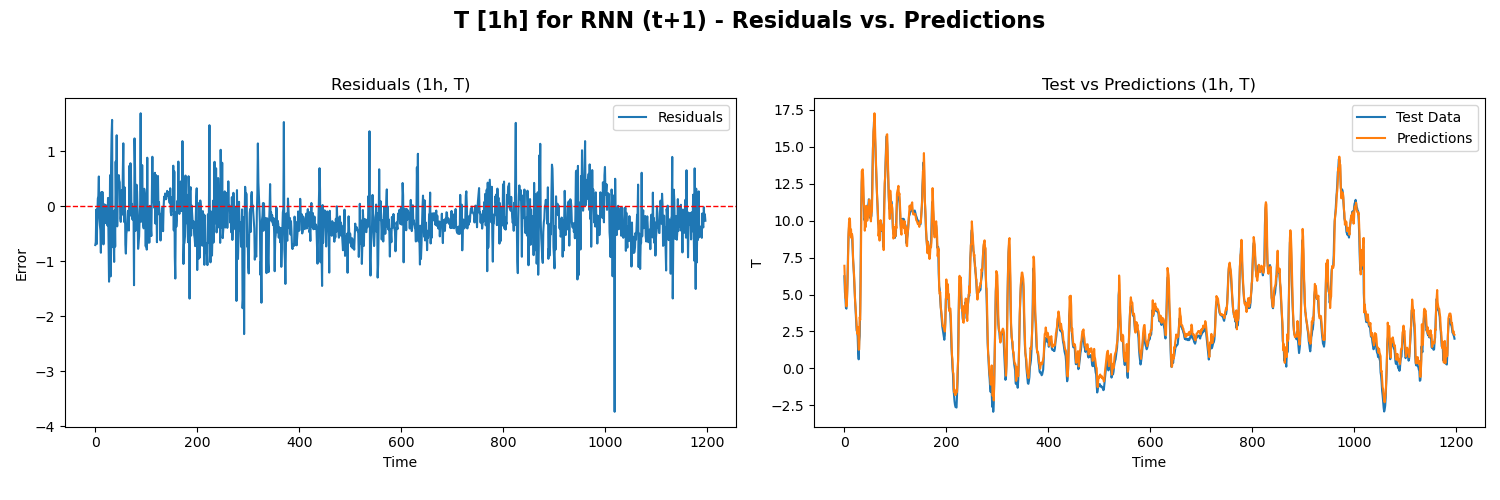 T [1h] for RNN (t+1) - Residuals vs. Predictions
Residuals (1h, T)
Residuals
1
0
−1
−2
−3
−4
Error
0 200 400 600 800 1000 1200
Time
Test vs Predictions (1h, T)
Test Data
Predictions
17.5
15.0
12.5
10.0
7.5
5.0
2.5
0.0
−2.5
T
0 200 400 600 800 1000 1200
Time